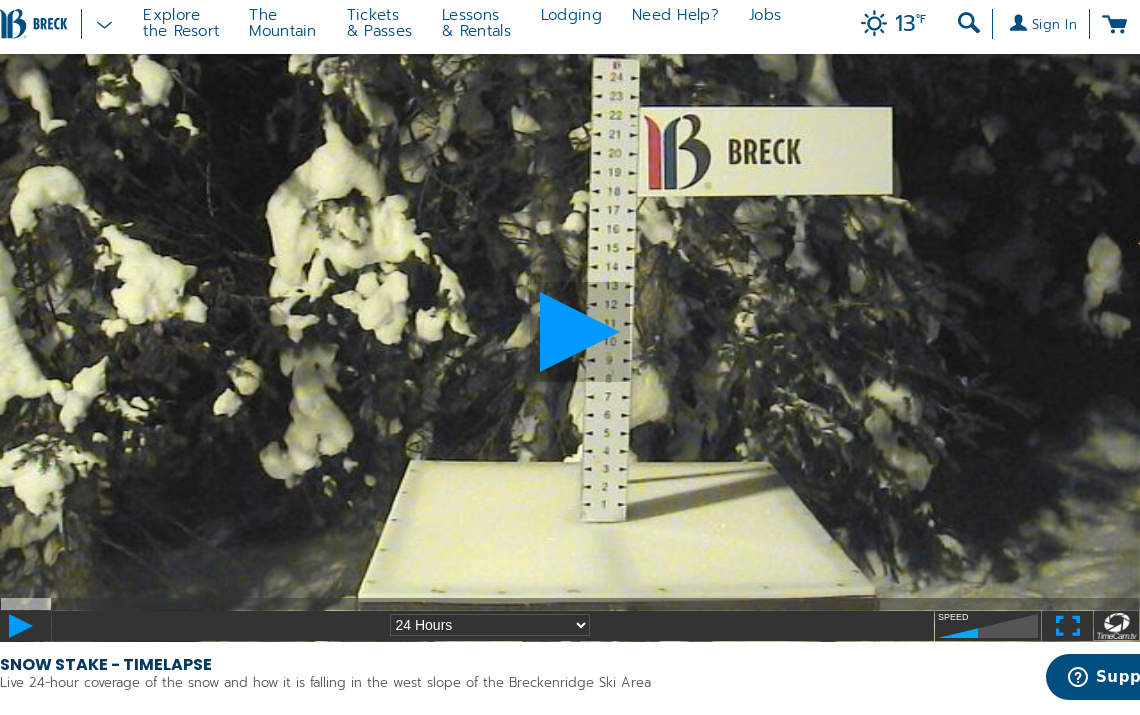 BRECK
Explore
the Resort
The
Mountain
Tickets
& Passes
Lessons
& Rentals
Lodging
Need Help?
Jobs
13°F
Sign In
24
23
22
21
20
19
18
17
16
15
14
13
12
11
10
9
8
7
6
5
4
3
2
1
B BRECK
24 Hours
SPEED
TimeCam.tv
SNOW STAKE - TIMELAPSE
Live 24-hour coverage of the snow and how it is falling in the west slope of the Breckenridge Ski Area
Supp